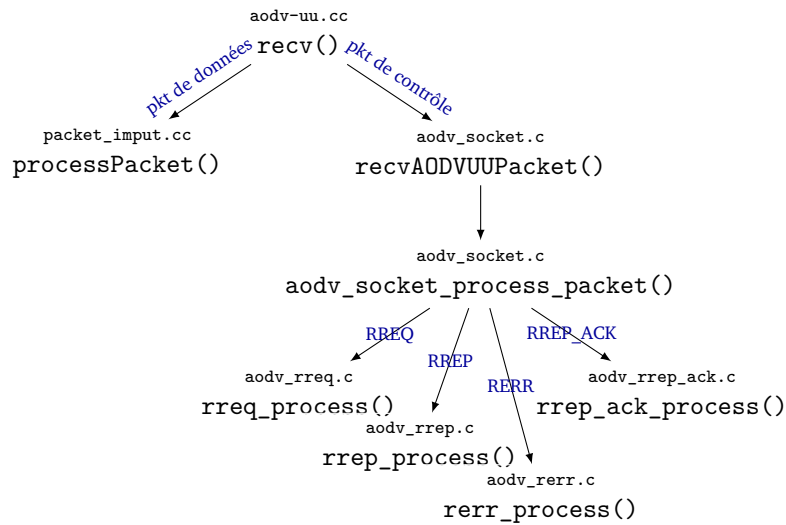 aodv-uu.cc
recv()
pkt de données
pkt de contrôle
packet_imput.cc
processPacket()
aodv_socket.c
recvAODVUUPacket()
aodv_socket.c
aodv_socket_process_packet()
RREQ
RREP
RERR
RREP_ACK
aodv_rreq.c
rreq_process()
aodv_rrep.c
rrep_process()
aodv_rerr.c
rerr_process()
aodv_rrep_ack.c
rrep_ack_process()